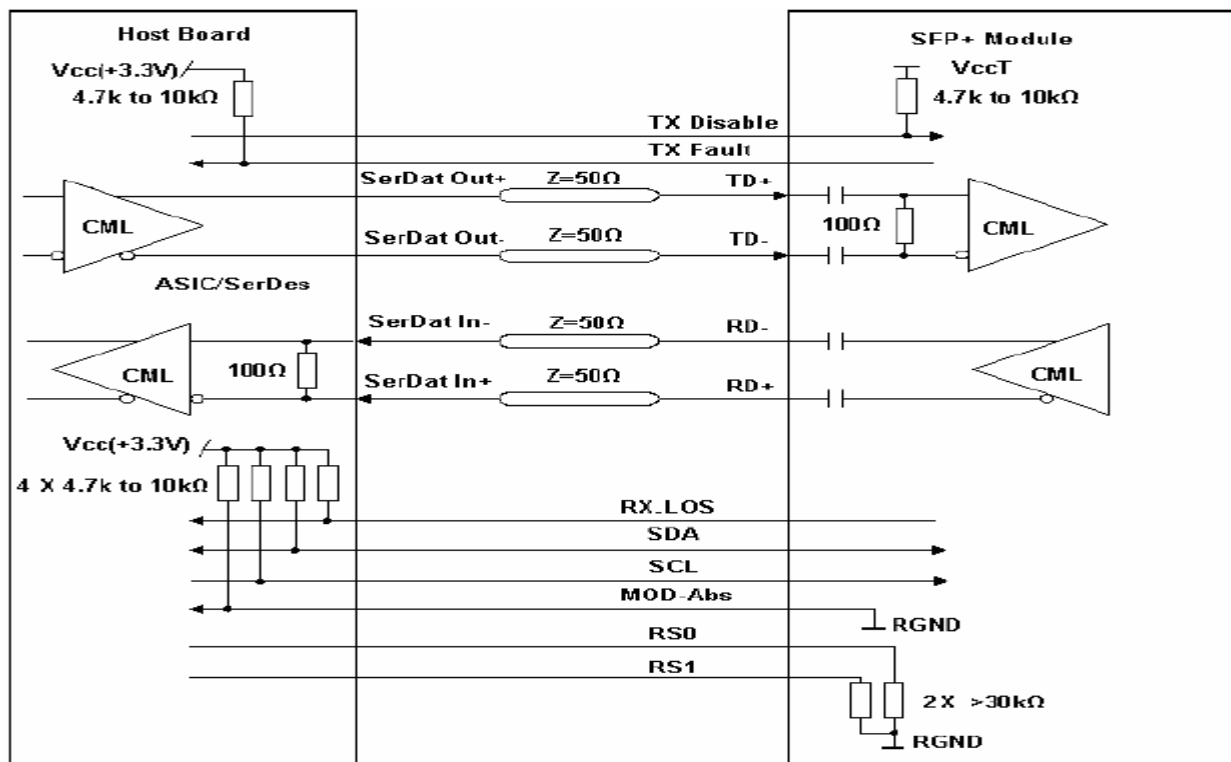 Host Board
SFP+ Module
Vcc(+3.3V)
VccT
4.7k to 10kΩ
4.7k to 10kΩ
TX Disable
TX Fault
SerDat Out+
Z=50Ω
TD+
CML
100Ω
CML
SerDat Out-
Z=50Ω
TD-
ASIC/SerDes
SerDat In-
Z=50Ω
RD-
CML
100Ω
SerDat In+
Z=50Ω
RD+
CML
Vcc(+3.3V)
4 X 4.7k to 10kΩ
RX-LOS
SDA
SCL
MOD-Abs
RGND
RS0
RS1
2X >30kΩ
RGND